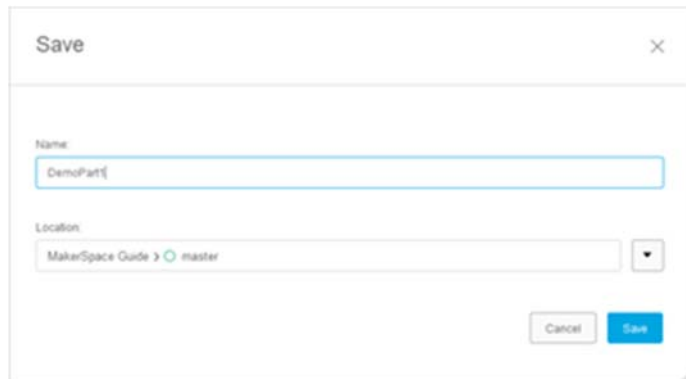 Save
Name:
DemoPart1
Location:
MakerSpace Guide > master
Cancel Save